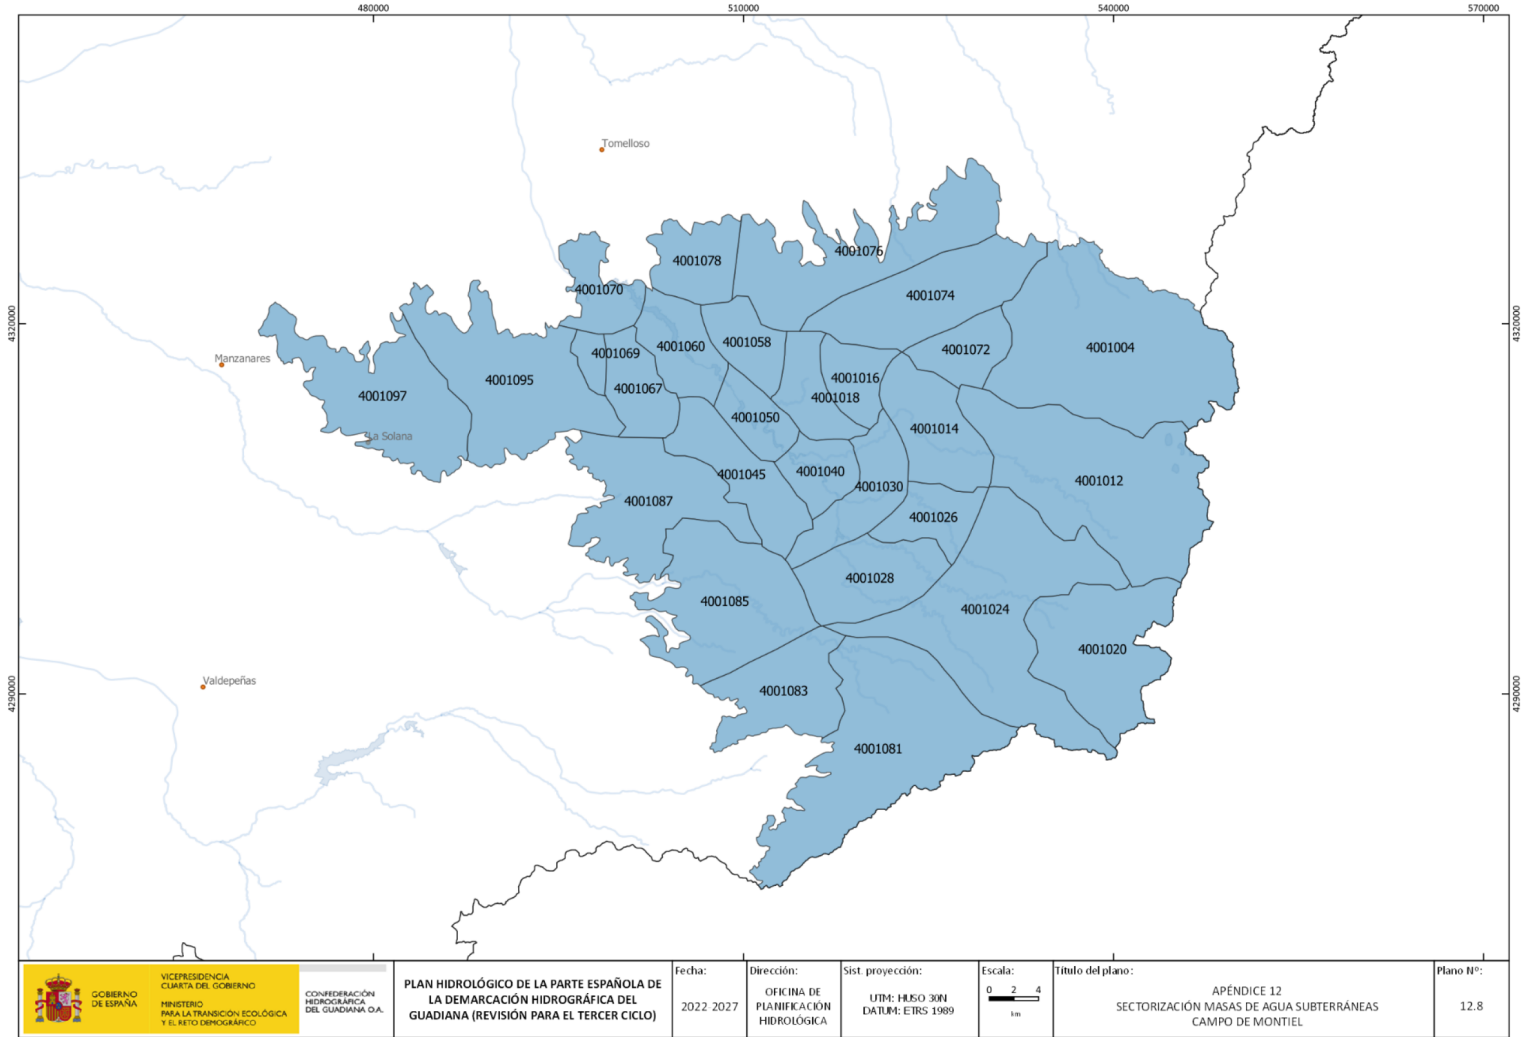 480000
510000
540000
570000
Tomelloso
4001076
4001078
4001070
4001074
4320000
4320000
4001058
4001060
4001072
4001004
4001069
Manzanares
4001095
4001016
4001067
4001097
4001018
4001050
4001014
La Solana
4001040
4001045
4001012
4001030
4001087
4001026
4001028
4001085
4001024
4001020
Valdepeñas
4001083
4290000
4290000
4001081
GOBIERNO
DE ESPAÑA
VICEPRESIDENCIA
CUARTA DEL GOBIERNO
MINISTERIO
PARA LA TRANSICIÓN ECOLÓGICA
Y EL RETO DEMOGRÁFICO
CONFEDERACIÓN
HIDROGRÁFICA
DEL GUADIANA O.A.
PLAN HIDROLÓGICO DE LA PARTE ESPAÑOLA DE
LA DEMARCACIÓN HIDROGRÁFICA DEL
GUADIANA (REVISIÓN PARA EL TERCER CICLO)
Fecha:
2022-2027
Dirección:
OFICINA DE
PLANIFICACIÓN
HIDROLÓGICA
Sist. proyección:
UTM: HUSO 30N
DATUM: ETRS 1989
Escala:
0 2 4
km
Título del plano:
APÉNDICE 12
SECTORIZACIÓN MASAS DE AGUA SUBTERRÁNEAS
CAMPO DE MONTIEL
Plano Nº:
12.8